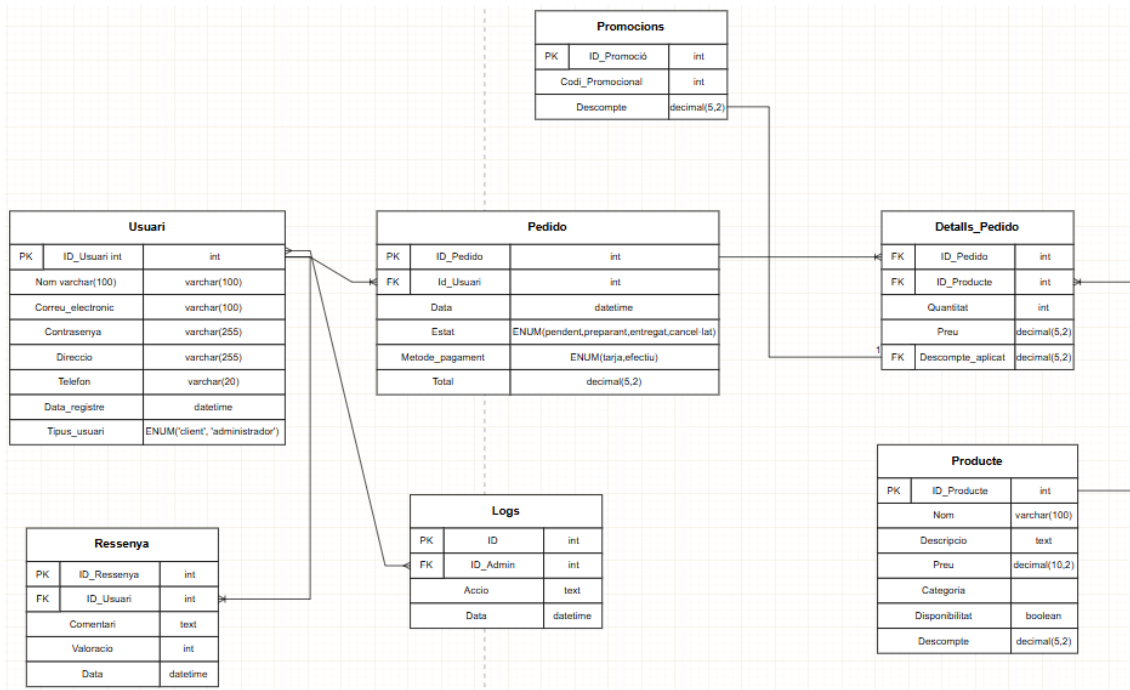 Promocions
PK ID_Promoció int
Codi_Promocional int
Descompte decimal(5,2)
Usuari
PK ID_Usuari int int
Nom varchar(100) varchar(100)
Correu_electronic varchar(100)
Contrasenya varchar(255)
Direccio varchar(255)
Telefon varchar(20)
Data_registre datetime
Tipus_usuari ENUM('client', 'administrador')
Pedido
PK ID_Pedido int
FK Id_Usuari int
Data datetime
Estat ENUM(pendent,preparant,entregat,cancel·lat)
Metode_pagament ENUM(tarja,efectiu)
Total decimal(5,2)
Detalls_Pedido
FK ID_Pedido int
FK ID_Producte int
Quantitat int
Preu decimal(5,2)
1
FK Descompte_aplicat decimal(5,2)
Producte
PK ID_Producte int
Nom varchar(100)
Descripcio text
Preu decimal(10,2)
Categoria
Disponibilitat boolean
Descompte decimal(5,2)
Logs
PK ID int
FK ID_Admin int
Accio text
Data datetime
Ressenya
PK ID_Ressenya int
FK ID_Usuari int
Comentari text
Valoracio int
Data datetime